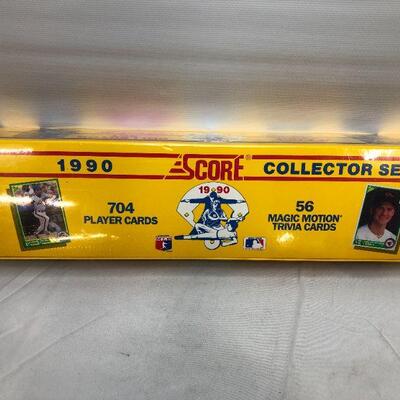 1990 SCORE COLLECTOR SE
1990
704
PLAYER CARDS
56
MAGIC MOTION
TRIVIA CARDS